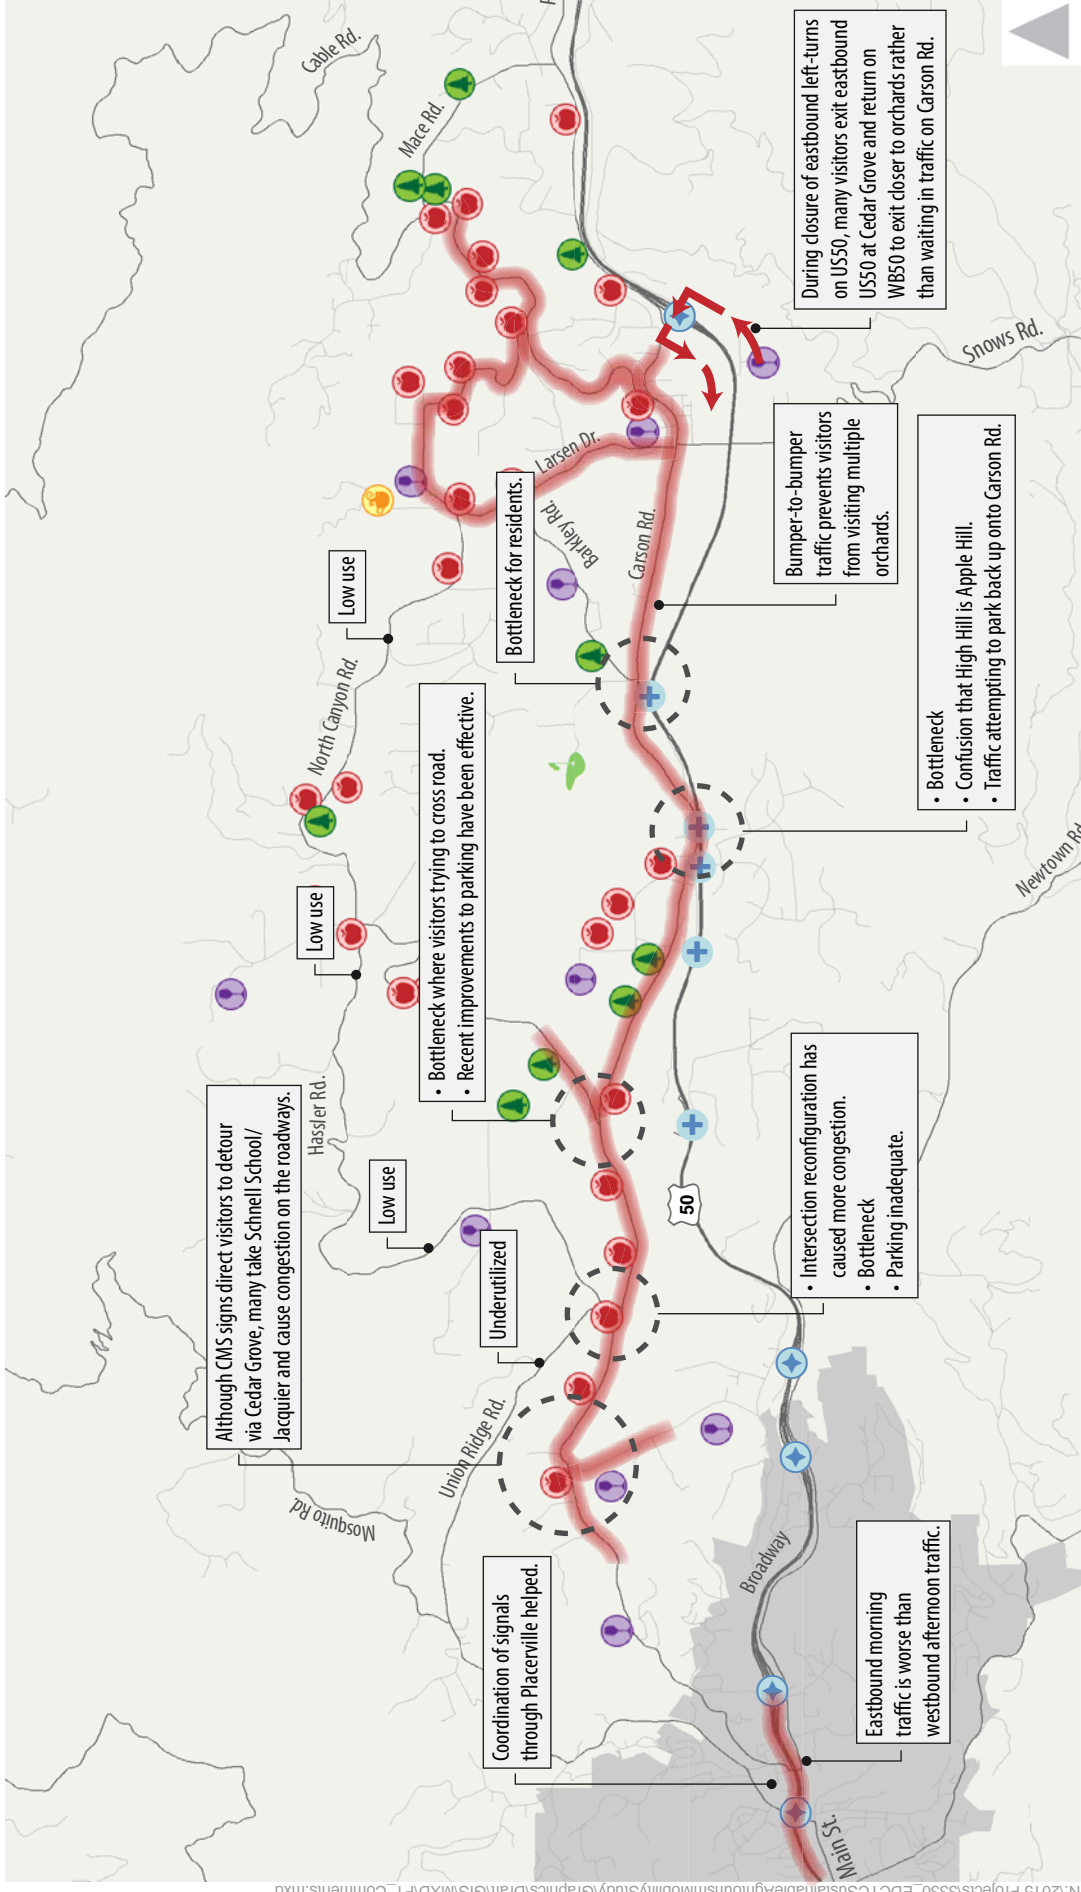 Although CMS signs direct visitors to detour
via Cedar Grove, many take Schnell School/
Jacquier and cause congestion on the roadways.
Low use
Low use
Low use
Hassler Rd.
North Canyon Rd.
Cable Rd.
Mace Rd.
Mosquito Rd.
Union Ridge Rd.
Underutilized
• Bottleneck where visitors trying to cross road.
• Recent improvements to parking have been effective.
Bottleneck for residents.
Barkley Rd.
Larsen Dr.
Carson Rd.
Coordination of signals
through Placerville helped.
50
Broadway
Main St.
Eastbound morning
traffic is worse than
westbound afternoon traffic.
• Intersection reconfiguration has
caused more congestion.
• Bottleneck
• Parking inadequate.
• Bottleneck
• Confusion that High Hill is Apple Hill.
• Traffic attempting to park back up onto Carson Rd.
Bumper-to-bumper
traffic prevents visitors
from visiting multiple
orchards.
During closure of eastbound left-turns
on US50, many visitors exit eastbound
US50 at Cedar Grove and return on
WB50 to exit closer to orchards rather
than waiting in traffic on Carson Rd.
Snows Rd.
Newtown Rd